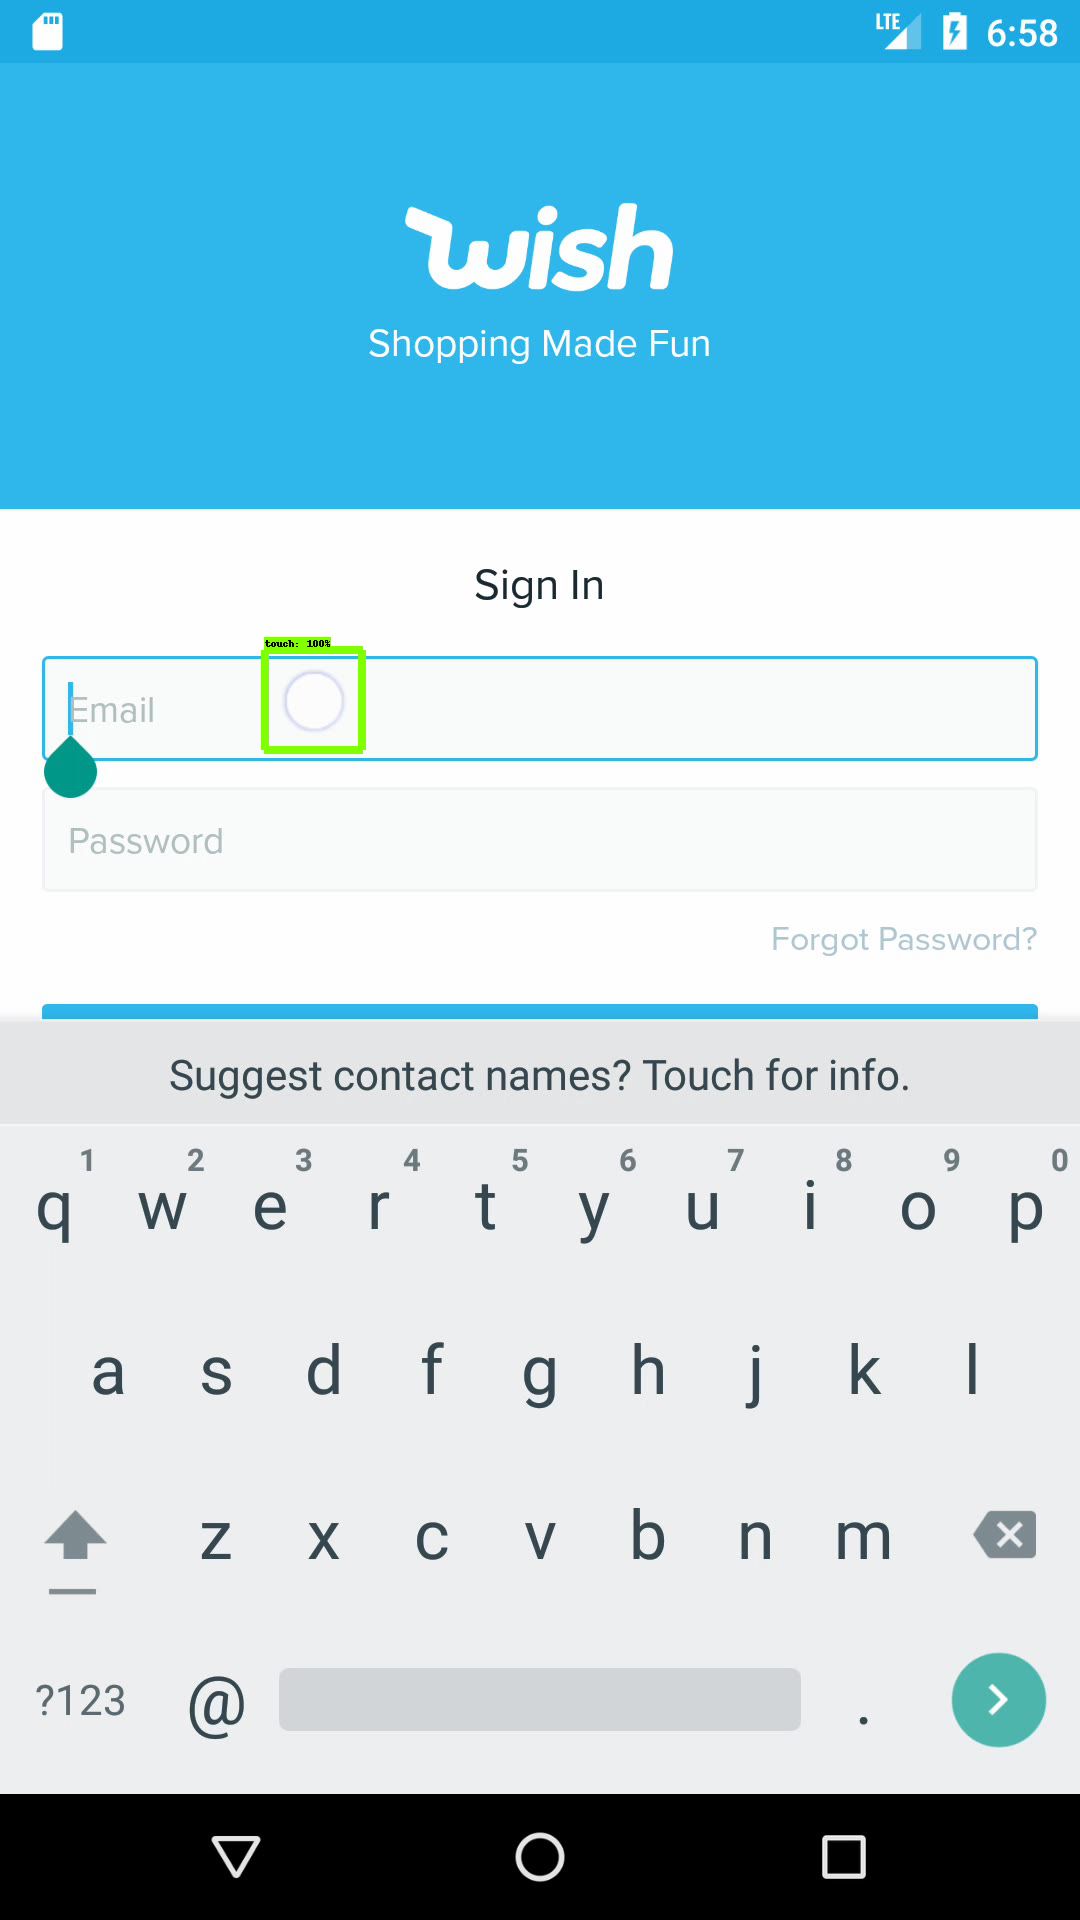 LTE 6:58
wish
Shopping Made Fun
Sign In
touch: 100%
Email
Password
Forgot Password?
Suggest contact names? Touch for info.
1 2 3 4 5 6 7 8 9 0
q w e r t y u i o p
a s d f g h j k l
z x c v b n m
?123 @ .